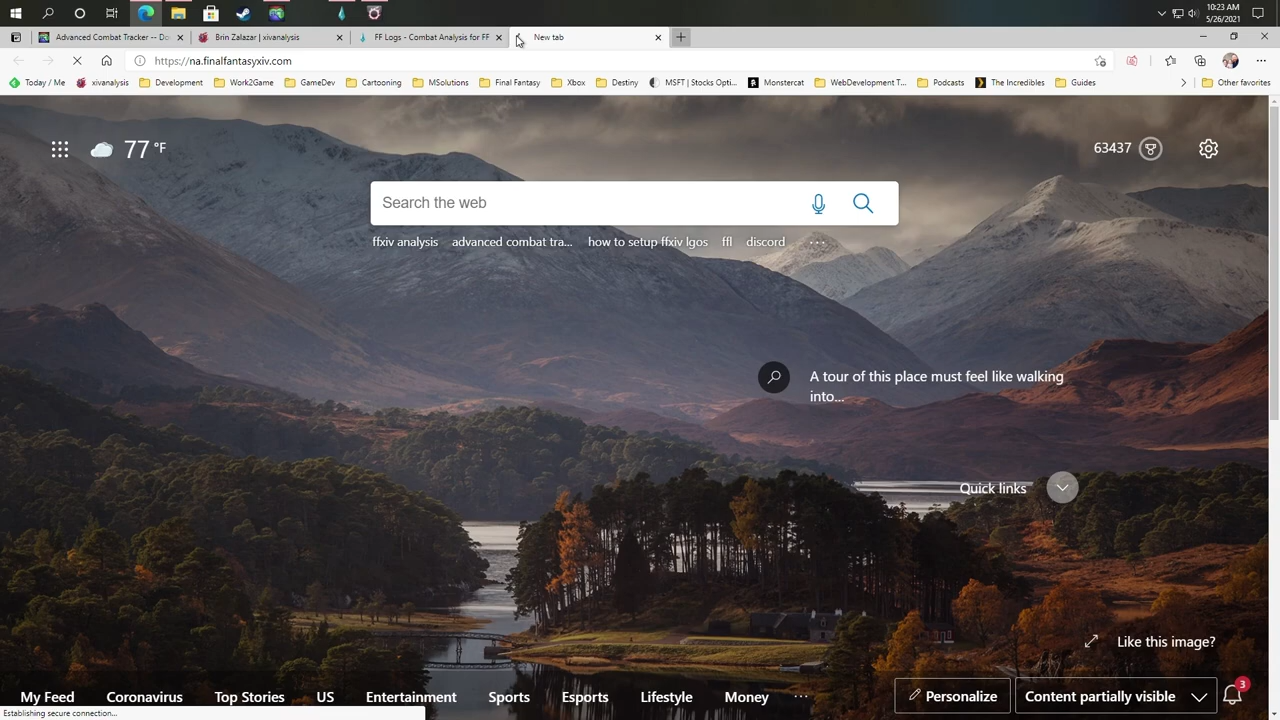 10:23 AM
5/26/2021
Advanced Combat Tracker -- Do
Brin Zalazar | xivanalysis
FF Logs - Combat Analysis for FF
New tab
https://na.finalfantasyxiv.com
Today / Me
xivanalysis
Development
Work2Game
GameDev
Cartooning
MSolutions
Final Fantasy
Xbox
Destiny
MSFT | Stocks Opti...
Monstercat
WebDevelopment T...
Podcasts
The Incredibles
Guides
Other favorites
77 °F
63437
Search the web
ffxiv analysis
advanced combat tra...
how to setup ffxiv lgos
ffl
discord
...
A tour of this place must feel like walking
into...
Quick links
Like this image?
My Feed
Coronavirus
Top Stories
US
Entertainment
Sports
Esports
Lifestyle
Money
...
Personalize
Content partially visible
3
Establishing secure connection...